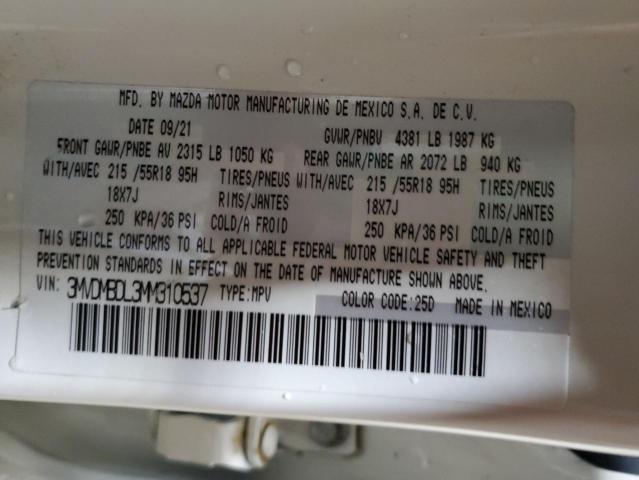 MFD. BY MAZDA MOTOR MANUFACTURING DE MEXICO S.A. DE C.V.
DATE 09/21 GVWR/PNBV 4381 LB 1987 KG
FRONT GAWR/PNBE AV 2315 LB 1050 KG REAR GAWR/PNBE AR 2072 LB 940 KG
WITH/AVEC 215 /55R18 95H TIRES/PNEUS WITH/AVEC 215 /55R18 95H TIRES/PNEUS
18X7J RIMS/JANTES 18X7J RIMS/JANTES
250 KPA/36 PSI COLD/A FROID 250 KPA/36 PSI COLD/A FROID
THIS VEHICLE CONFORMS TO ALL APPLICABLE FEDERAL MOTOR VEHICLE SAFETY AND THEFT
PREVENTION STANDARDS IN EFFECT ON THE DATE OF MANUFACTURE SHOWN ABOVE.
VIN: 3MVDMBDL3MM310537 TYPE:MPV COLOR CODE:25D MADE IN MEXICO